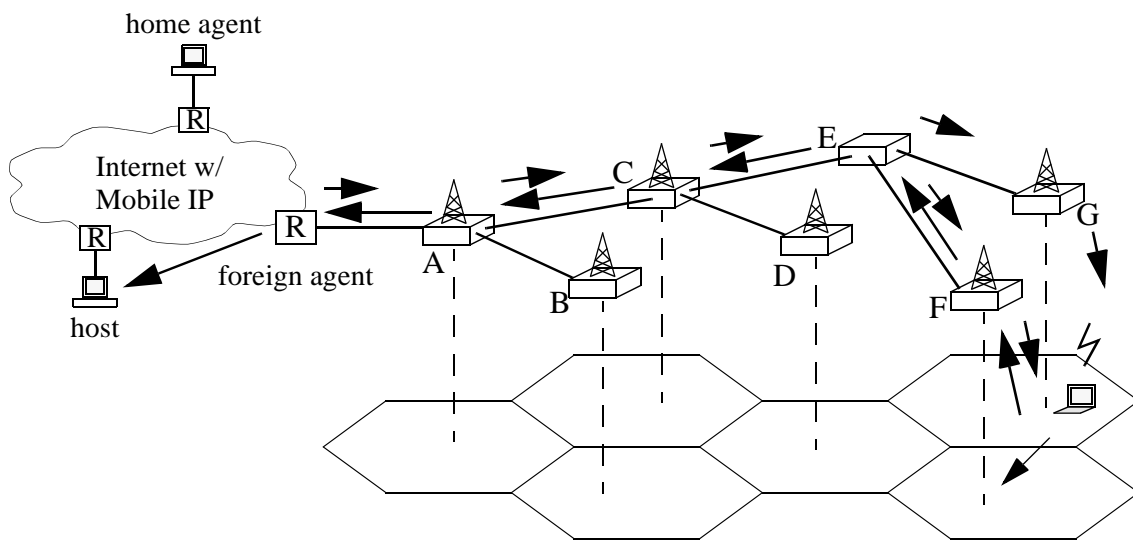 home agent
R
E
C
Internet w/
Mobile IP
R
G
R
A
D
foreign agent
B
F
host